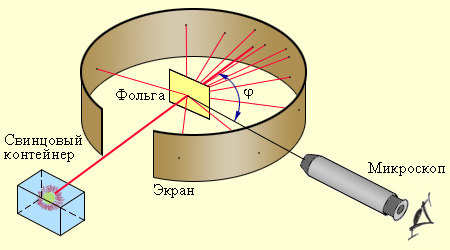 Фольга
φ
Свинцовый
контейнер
Экран
Микроскоп